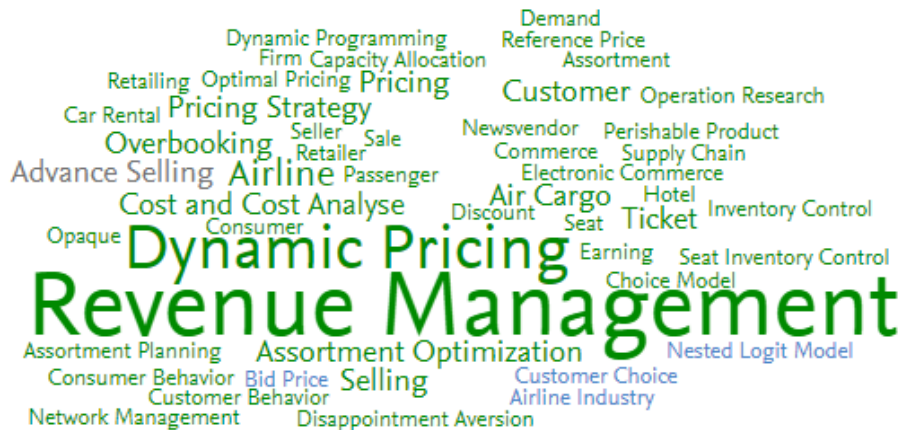 Demand
Dynamic Programming Reference Price
Firm Capacity Allocation Assortment
Retailing Optimal Pricing Pricing
Customer Operation Research
Car Rental Pricing Strategy
Overbooking Seller Sale Newsvendor Perishable Product
Retailer Commerce Supply Chain
Advance Selling Airline Passenger Electronic Commerce
Air Cargo Hotel
Cost and Cost Analyse Discount Seat Ticket Inventory Control
Opaque Consumer
Dynamic Pricing Earning Seat Inventory Control
Choice Model
Revenue Management
Assortment Planning Assortment Optimization Nested Logit Model
Consumer Behavior Bid Price Selling Customer Choice
Customer Behavior Airline Industry
Network Management Disappointment Aversion